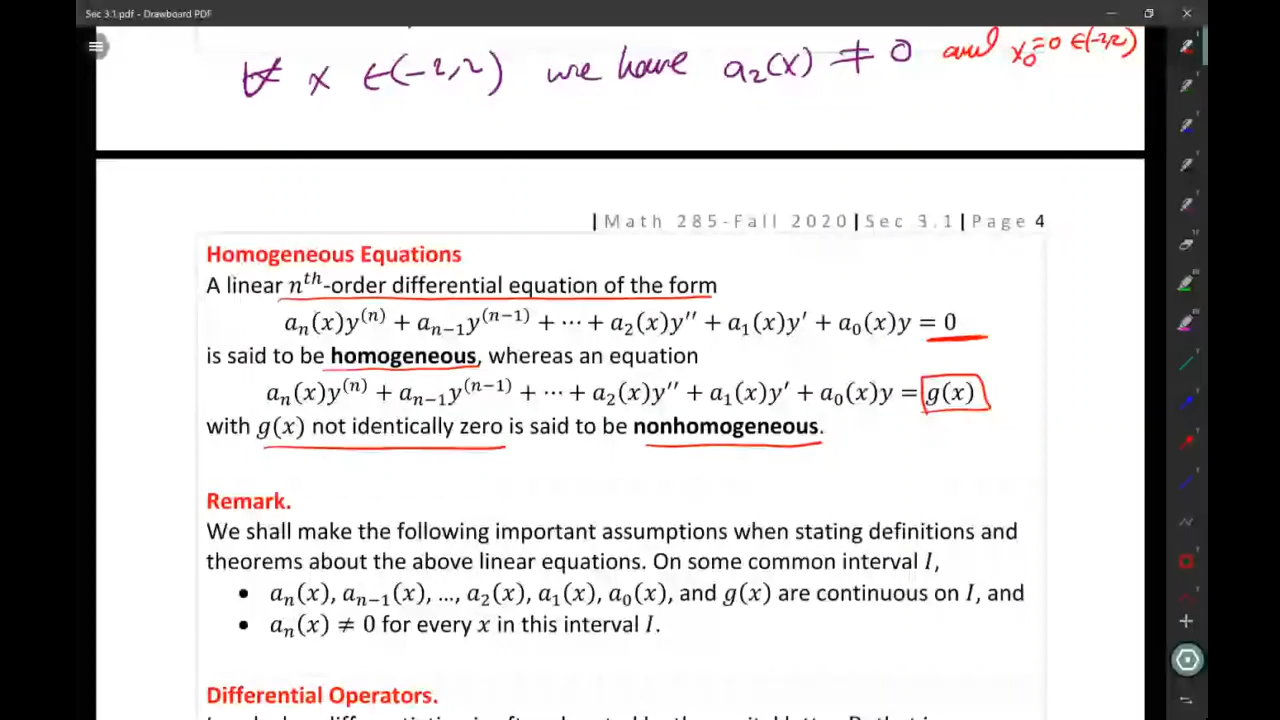 Sec 3.1.pdf - Drawboard PDF
∀ x ∈ (-2,2) we have a₂(x) ≠ 0 and x₀=0 ∈(-2,2)
| Math 285-Fall 2020 | Sec 3.1 | Page 4
Homogeneous Equations
A linear nᵗʰ-order differential equation of the form
aₙ(x)y⁽ⁿ⁾ + aₙ₋₁y⁽ⁿ⁻¹⁾ + ⋯ + a₂(x)y′′ + a₁(x)y′ + a₀(x)y = 0
is said to be homogeneous, whereas an equation
aₙ(x)y⁽ⁿ⁾ + aₙ₋₁y⁽ⁿ⁻¹⁾ + ⋯ + a₂(x)y′′ + a₁(x)y′ + a₀(x)y = g(x)
with g(x) not identically zero is said to be nonhomogeneous.
Remark.
We shall make the following important assumptions when stating definitions and
theorems about the above linear equations. On some common interval I,
• aₙ(x), aₙ₋₁(x), …, a₂(x), a₁(x), a₀(x), and g(x) are continuous on I, and
• aₙ(x) ≠ 0 for every x in this interval I.
Differential Operators.